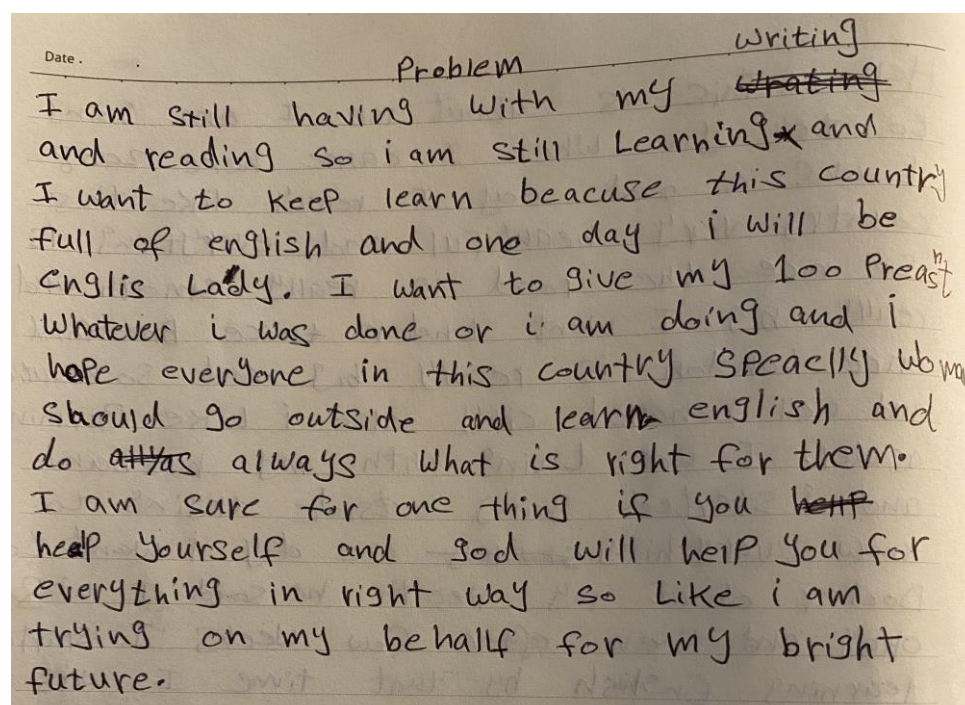 Date .
Problem writing
I am still having with my wrating
and reading so i am still Learning and
I want to keep learn beacuse this country
full of english and one day i will be
Englis Lady. I want to give my 100 Preasnt
Whatever i was done or i am doing and i
hope everyone in this country speaclly woman
should go outside and learn english and
do allyas always what is right for them.
I am sure for one thing if you
help yourself and god will help you for
everything in right way so Like i am
trying on my behallf for my bright
future.